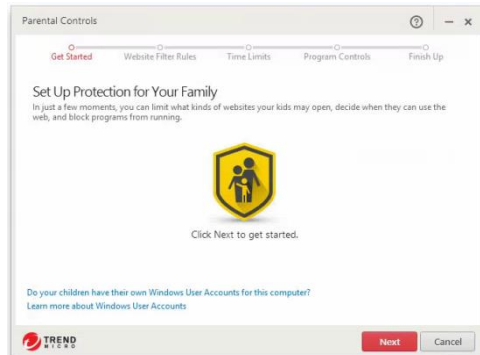 Parental Controls
Get Started Website Filter Rules Time Limits Program Controls Finish Up
Set Up Protection for Your Family
In just a few moments, you can limit what kinds of websites your kids may open, decide when they can use the
web, and block programs from running.
Click Next to get started.
Do your children have their own Windows User Accounts for this computer?
Learn more about Windows User Accounts
TREND
MICRO
Next Cancel